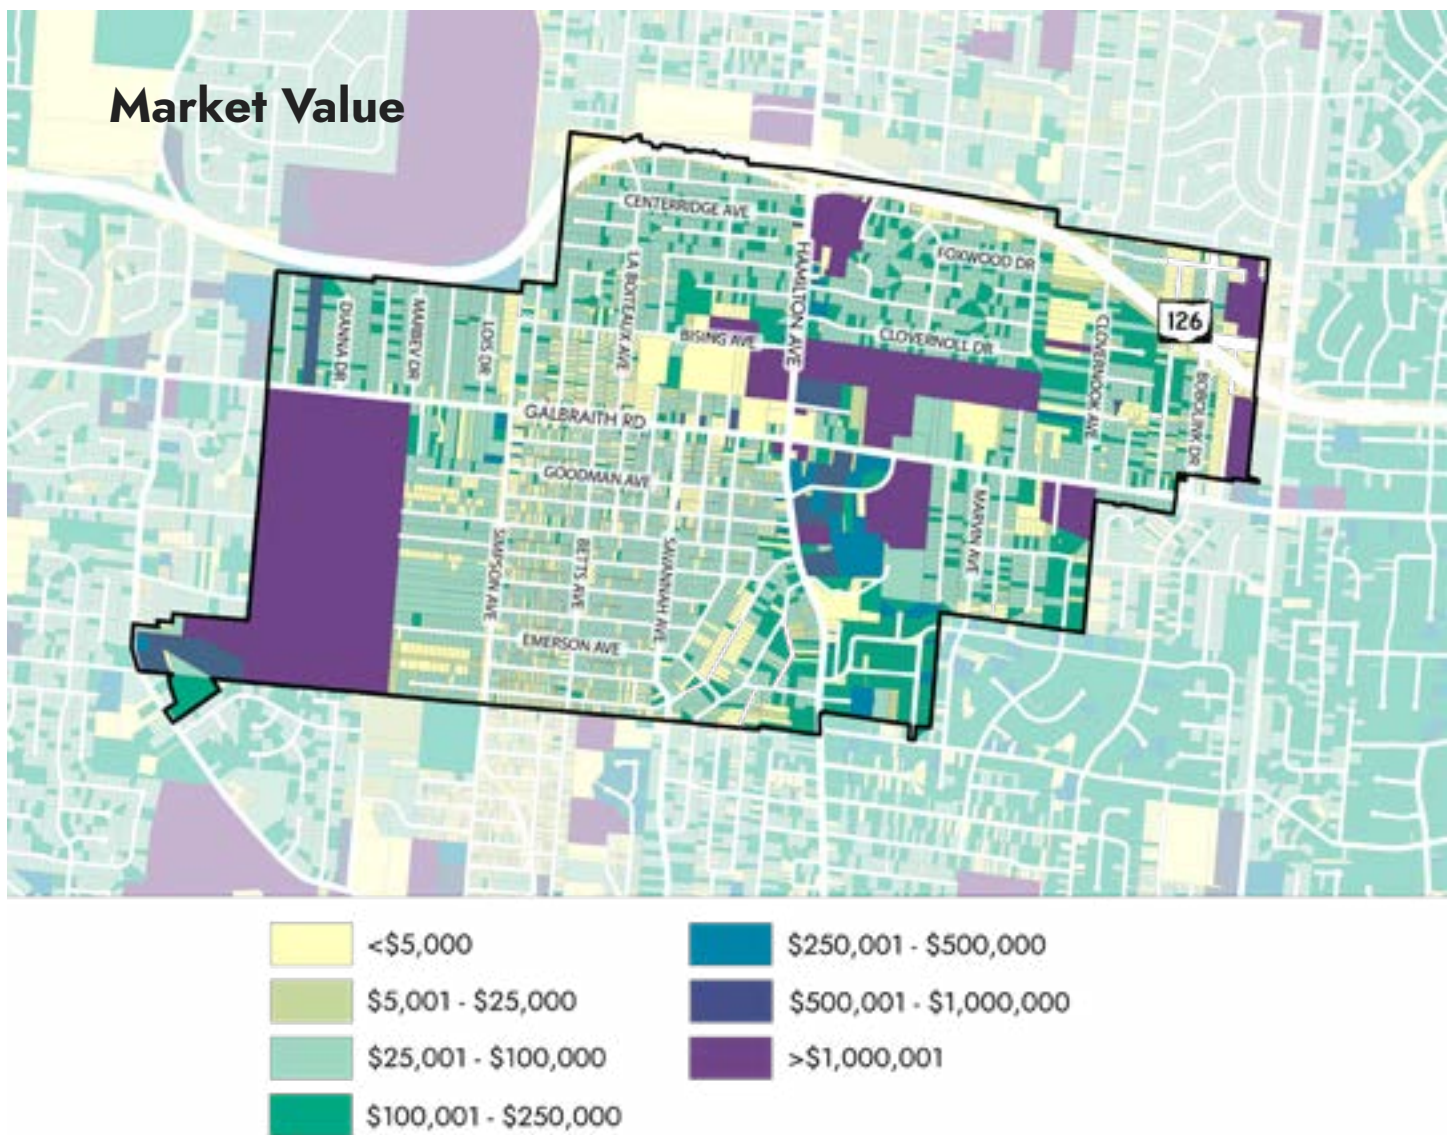 Market Value
CENTERRIDGE AVE
HAMILTON AVE
FOXWOOD DR
LA BOITEAUX AVE
126
DIANNA DR
MARBEV DR
LOIS DR
BISING AVE
CLOVERNOLL DR
CLOVERNOOK AVE
BOBOLINK DR
GALBRAITH RD
GOODMAN AVE
MARVIN AVE
SIMPSON AVE
BETTS AVE
SAVANNAH AVE
EMERSON AVE
<$5,000
$5,001 - $25,000
$25,001 - $100,000
$100,001 - $250,000
$250,001 - $500,000
$500,001 - $1,000,000
>$1,000,001